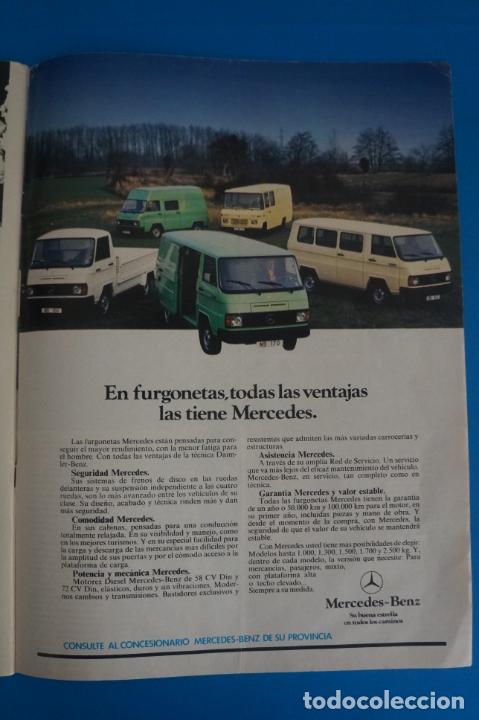 En furgonetas, todas las ventajas
las tiene Mercedes.
Las furgonetas Mercedes están pensadas para con-
seguir el mayor rendimiento, con la menor fatiga para
el hombre. Con todas las ventajas de la técnica Daim-
ler-Benz.
Seguridad Mercedes.
Sus sistemas de frenos de disco en las ruedas
delanteras y su suspensión independiente a las cuatro
ruedas, son lo más avanzado entre los vehículos de su
clase. Su diseño, acabado y técnica rinden más y dan
más seguridad.
Comodidad Mercedes.
En sus cabinas, pensadas para una conducción
totalmente relajada. En su visibilidad y manejo, como
en los mejores turismos. Y en su especial facilidad para
la carga y descarga de las mercancías más difíciles por
la amplitud de sus puertas y por el cómodo acceso a la
plataforma de carga.
Potencia y mecánica Mercedes.
Motores Diesel Mercedes-Benz de 58 CV Din y
72 CV Din, elásticos, duros y sin vibraciones. Moder-
nos cambios y transmisiones. Bastidores exclusivos y
resistentes que admiten las más variadas carrocerías y
estructuras.
Asistencia Mercedes.
A través de su amplia Red de Servicio. Un servicio
que va más lejos del eficaz mantenimiento del vehículo.
Mercedes-Benz, en servicio, tan completo como en
técnica.
Garantía Mercedes y valor estable.
Todas las furgonetas Mercedes tienen la garantía
de un año o 50.000 km y 100.000 km para el motor, en
su primer año, incluidas piezas y mano de obra. Y
desde el momento de la compra, con Mercedes, la
seguridad de que el valor de su vehículo se mantendrá
estable.
Con Mercedes usted tiene más posibilidades de elegir:
Modelos hasta 1.000, 1.300, 1.500, 1.700 y 2.500 kg. Y,
dentro de cada modelo, la versión que necesite: Para
mercancías, pasajeros, mixto,
con plataforma alta
o techo elevado...
Siempre a su medida.
Mercedes-Benz
Su buena estrella
en todos los caminos
CONSULTE AL CONCESIONARIO MERCEDES-BENZ DE SU PROVINCIA
todocoleccion.net